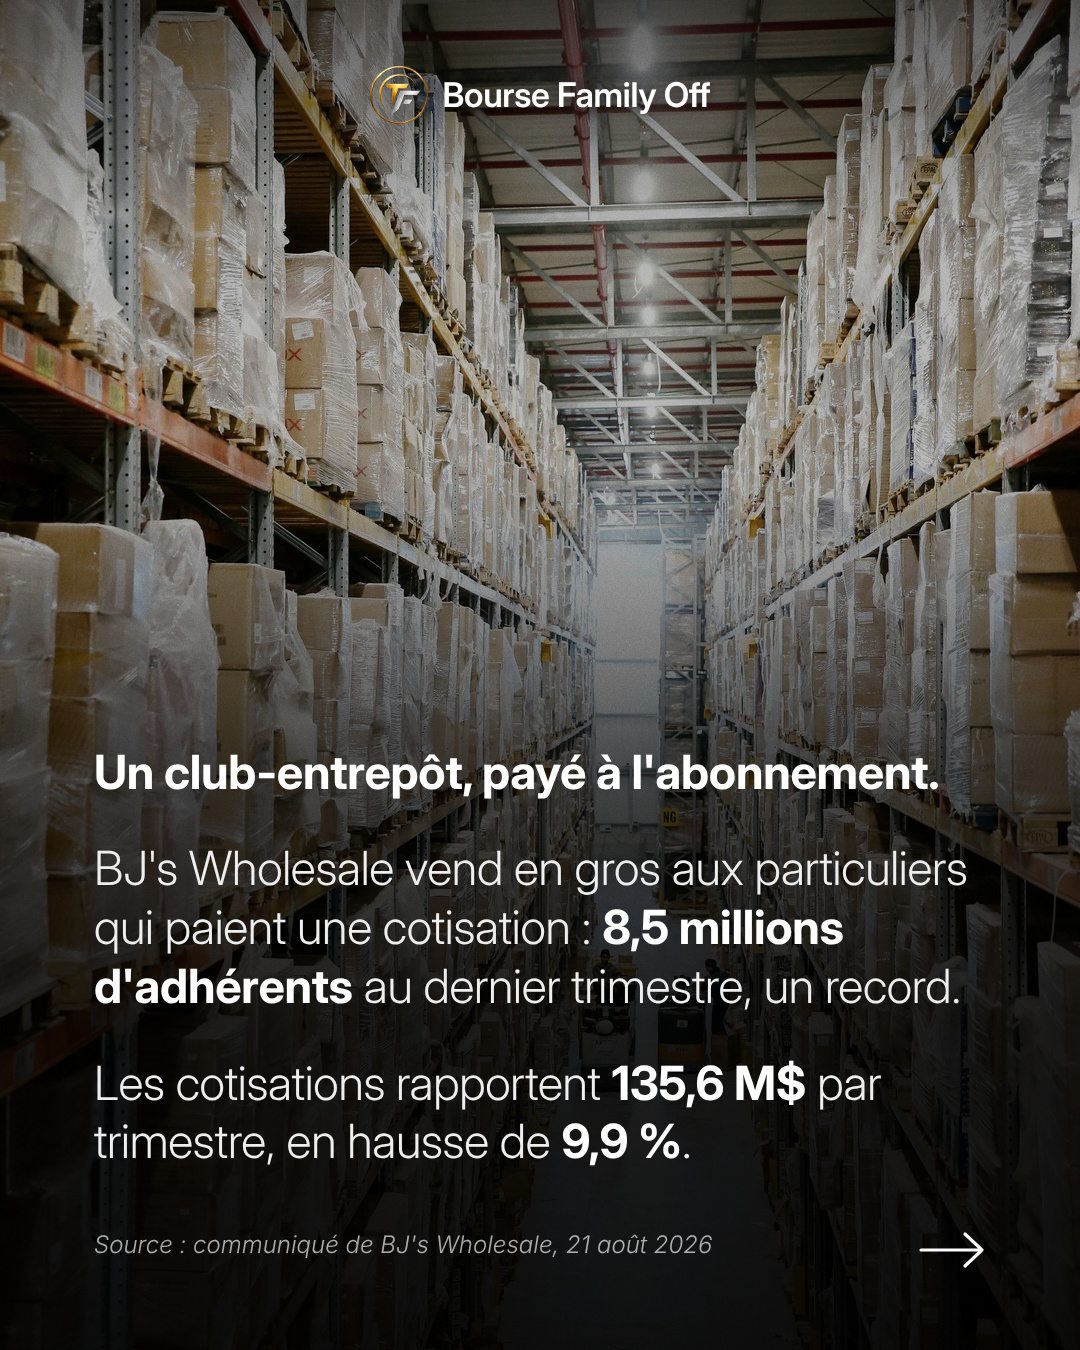 Bourse Family Off
Un club-entrepôt, payé à l'abonnement.
BJ's Wholesale vend en gros aux particuliers
qui paient une cotisation : 8,5 millions
d'adhérents au dernier trimestre, un record.
Les cotisations rapportent 135,6 M$ par
trimestre, en hausse de 9,9 %.
Source : communiqué de BJ's Wholesale, 21 août 2026